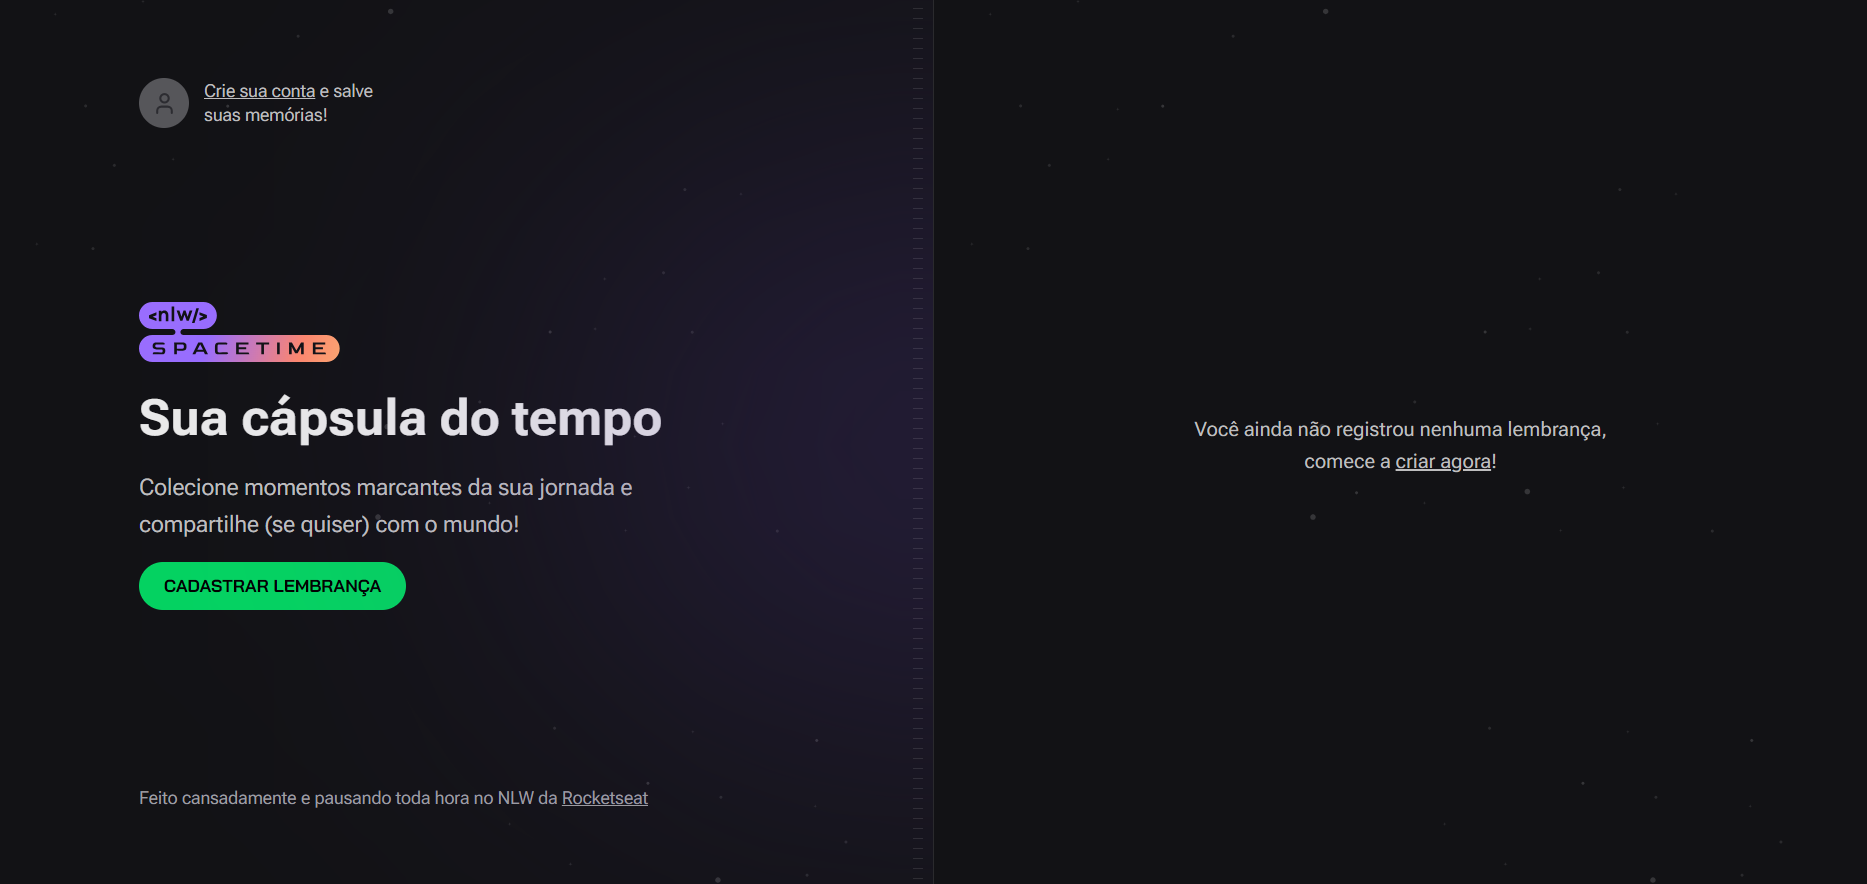 Crie sua conta e salve
suas memórias!
<nlw/>
SPACETIME
Sua cápsula do tempo
Colecione momentos marcantes da sua jornada e
compartilhe (se quiser) com o mundo!
CADASTRAR LEMBRANÇA
Feito cansadamente e pausando toda hora no NLW da Rocketseat
Você ainda não registrou nenhuma lembrança,
comece a criar agora!